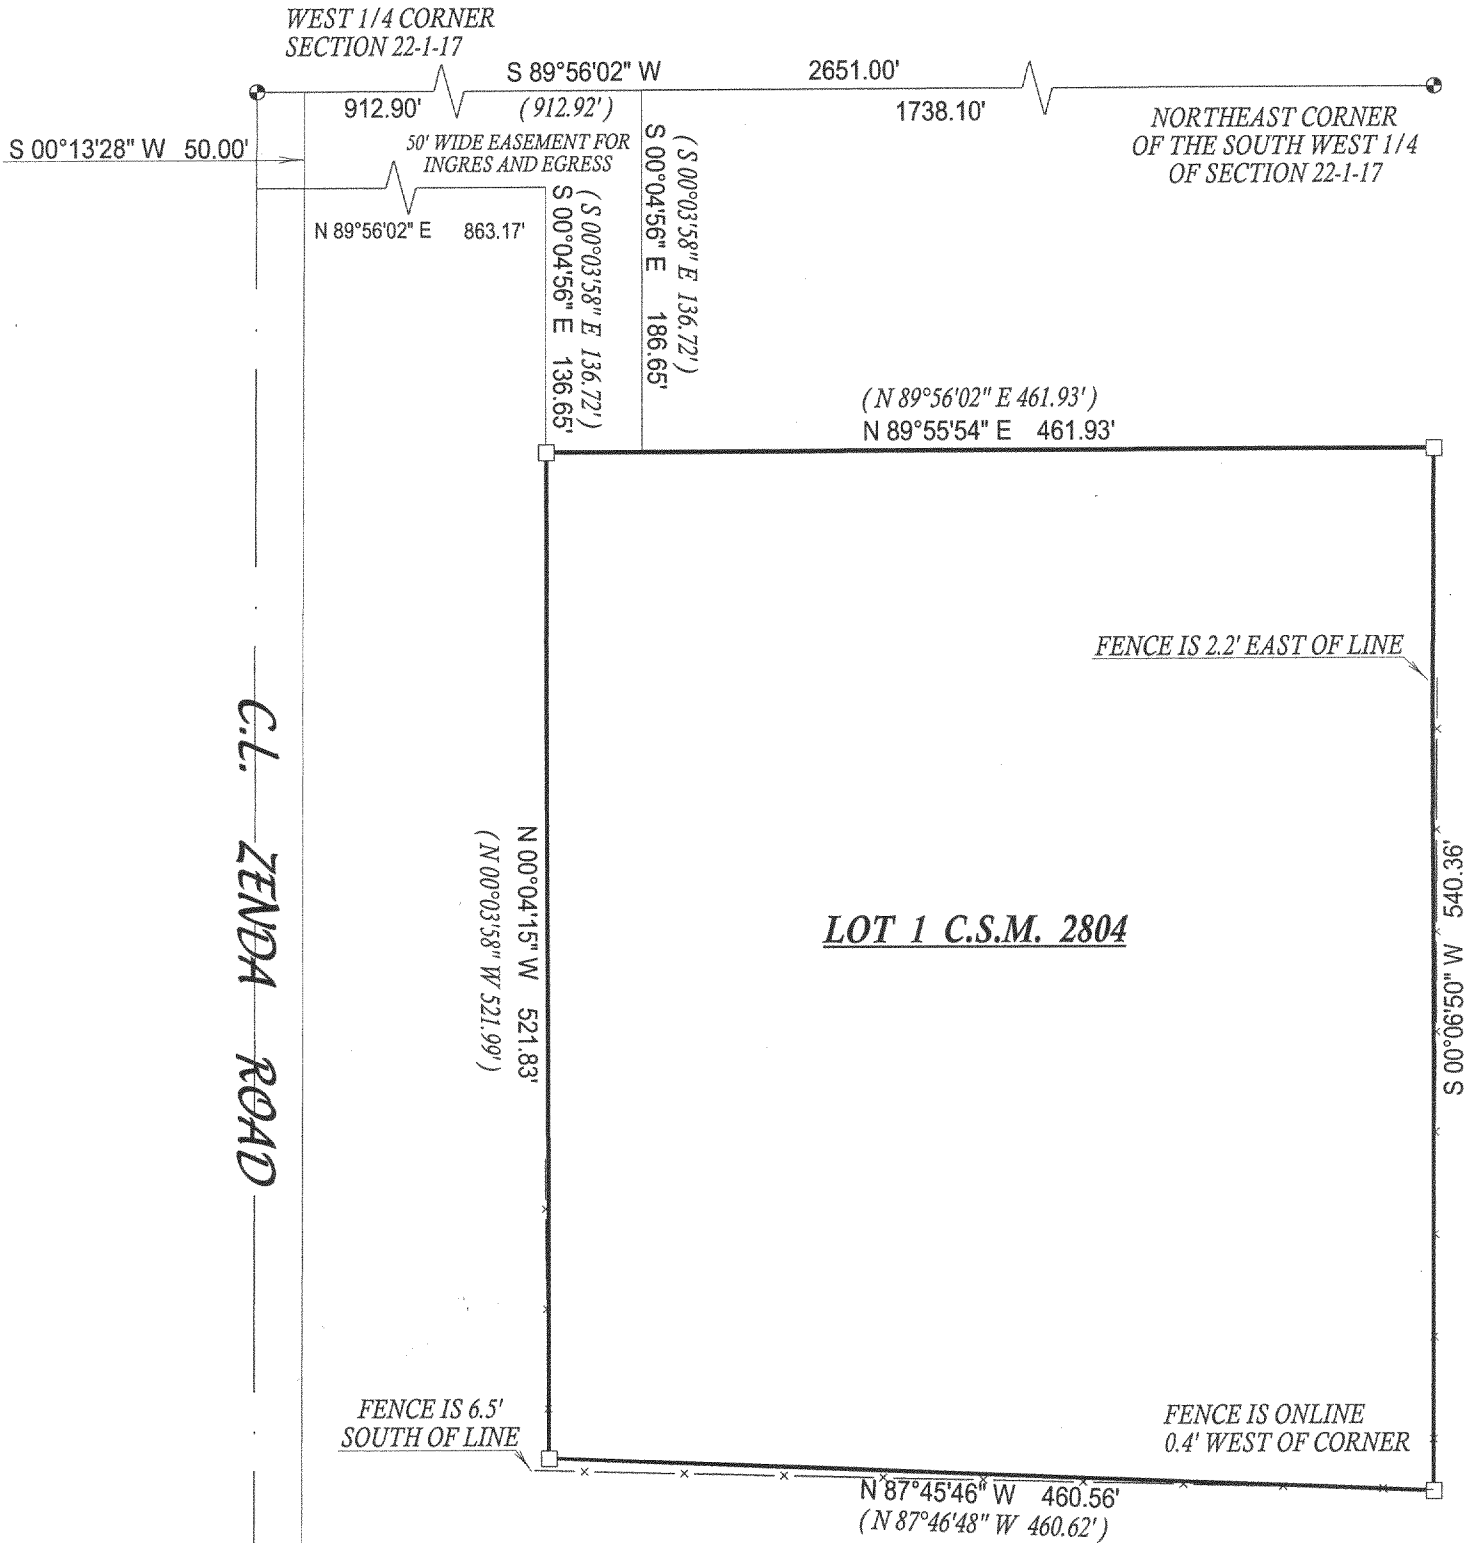 WEST 1/4 CORNER
SECTION 22-1-17
S 89°56'02" W 2651.00'
912.90' (912.92') 1738.10'
NORTHEAST CORNER
OF THE SOUTH WEST 1/4
OF SECTION 22-1-17
S 00°13'28" W 50.00'
50' WIDE EASEMENT FOR
INGRES AND EGRESS
N 89°56'02" E 863.17'
(S 00°03'58" E 136.72')
S 00°04'56" E 186.65'
(S 00°03'58" E 136.72')
S 00°04'56" E 136.65'
(N 89°56'02" E 461.93')
N 89°55'54" E 461.93'
FENCE IS 2.2' EAST OF LINE
C.L. ZENDA ROAD
N 00°04'15" W 521.83'
(N 00°03'58" W 521.99')
LOT 1 C.S.M. 2804
S 00°06'50" W 540.36'
FENCE IS 6.5'
SOUTH OF LINE
FENCE IS ONLINE
0.4' WEST OF CORNER
N 87°45'46" W 460.56'
(N 87°46'48" W 460.62')